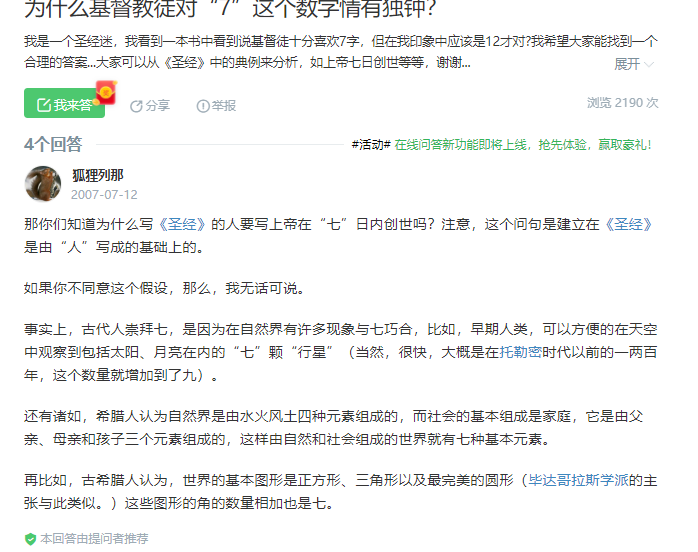 为什么基督教徒对“7”这个数字情有独钟？
我是一个圣经迷，我看到一本书中看到说基督徒十分喜欢7字，但在我印象中应该是12才对?我希望大家能找到一个
合理的答案...大家可以从《圣经》中的典例来分析，如上帝七日创世等等，谢谢...
展开
我来答
分享
举报
浏览 2190 次
4个回答
#活动# 在线问答新功能即将上线，抢先体验，赢取豪礼！
狐狸列那
2007-07-12
那你们知道为什么写《圣经》的人要写上帝在“七”日内创世吗？注意，这个问句是建立在《圣经》
是由“人”写成的基础上的。
如果你不同意这个假设，那么，我无话可说。
事实上，古代人崇拜七，是因为在自然界有许多现象与七巧合，比如，早期人类，可以方便的在天空
中观察到包括太阳、月亮在内的“七”颗“行星”（当然，很快，大概是在托勒密时代以前的一两百
年，这个数量就增加到了九）。
还有诸如，希腊人认为自然界是由水火风土四种元素组成的，而社会的基本组成是家庭，它是由父
亲、母亲和孩子三个元素组成的，这样由自然和社会组成的世界就有七种基本元素。
再比如，古希腊人认为，世界的基本图形是正方形、三角形以及最完美的圆形（毕达哥拉斯学派的主
张与此类似。）这些图形的角的数量相加也是七。
本回答由提问者推荐